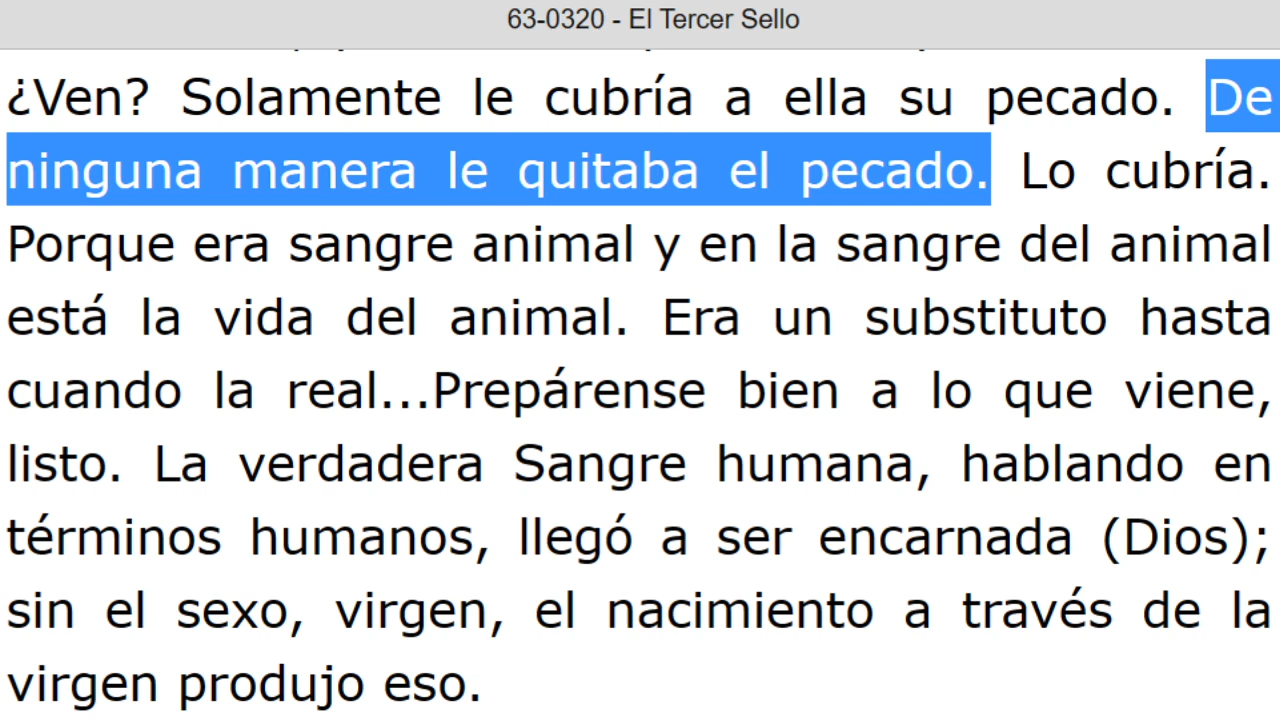 63-0320 - El Tercer Sello
¿Ven? Solamente le cubría a ella su pecado. De
ninguna manera le quitaba el pecado. Lo cubría.
Porque era sangre animal y en la sangre del animal
está la vida del animal. Era un substituto hasta
cuando la real...Prepárense bien a lo que viene,
listo. La verdadera Sangre humana, hablando en
términos humanos, llegó a ser encarnada (Dios);
sin el sexo, virgen, el nacimiento a través de la
virgen produjo eso.